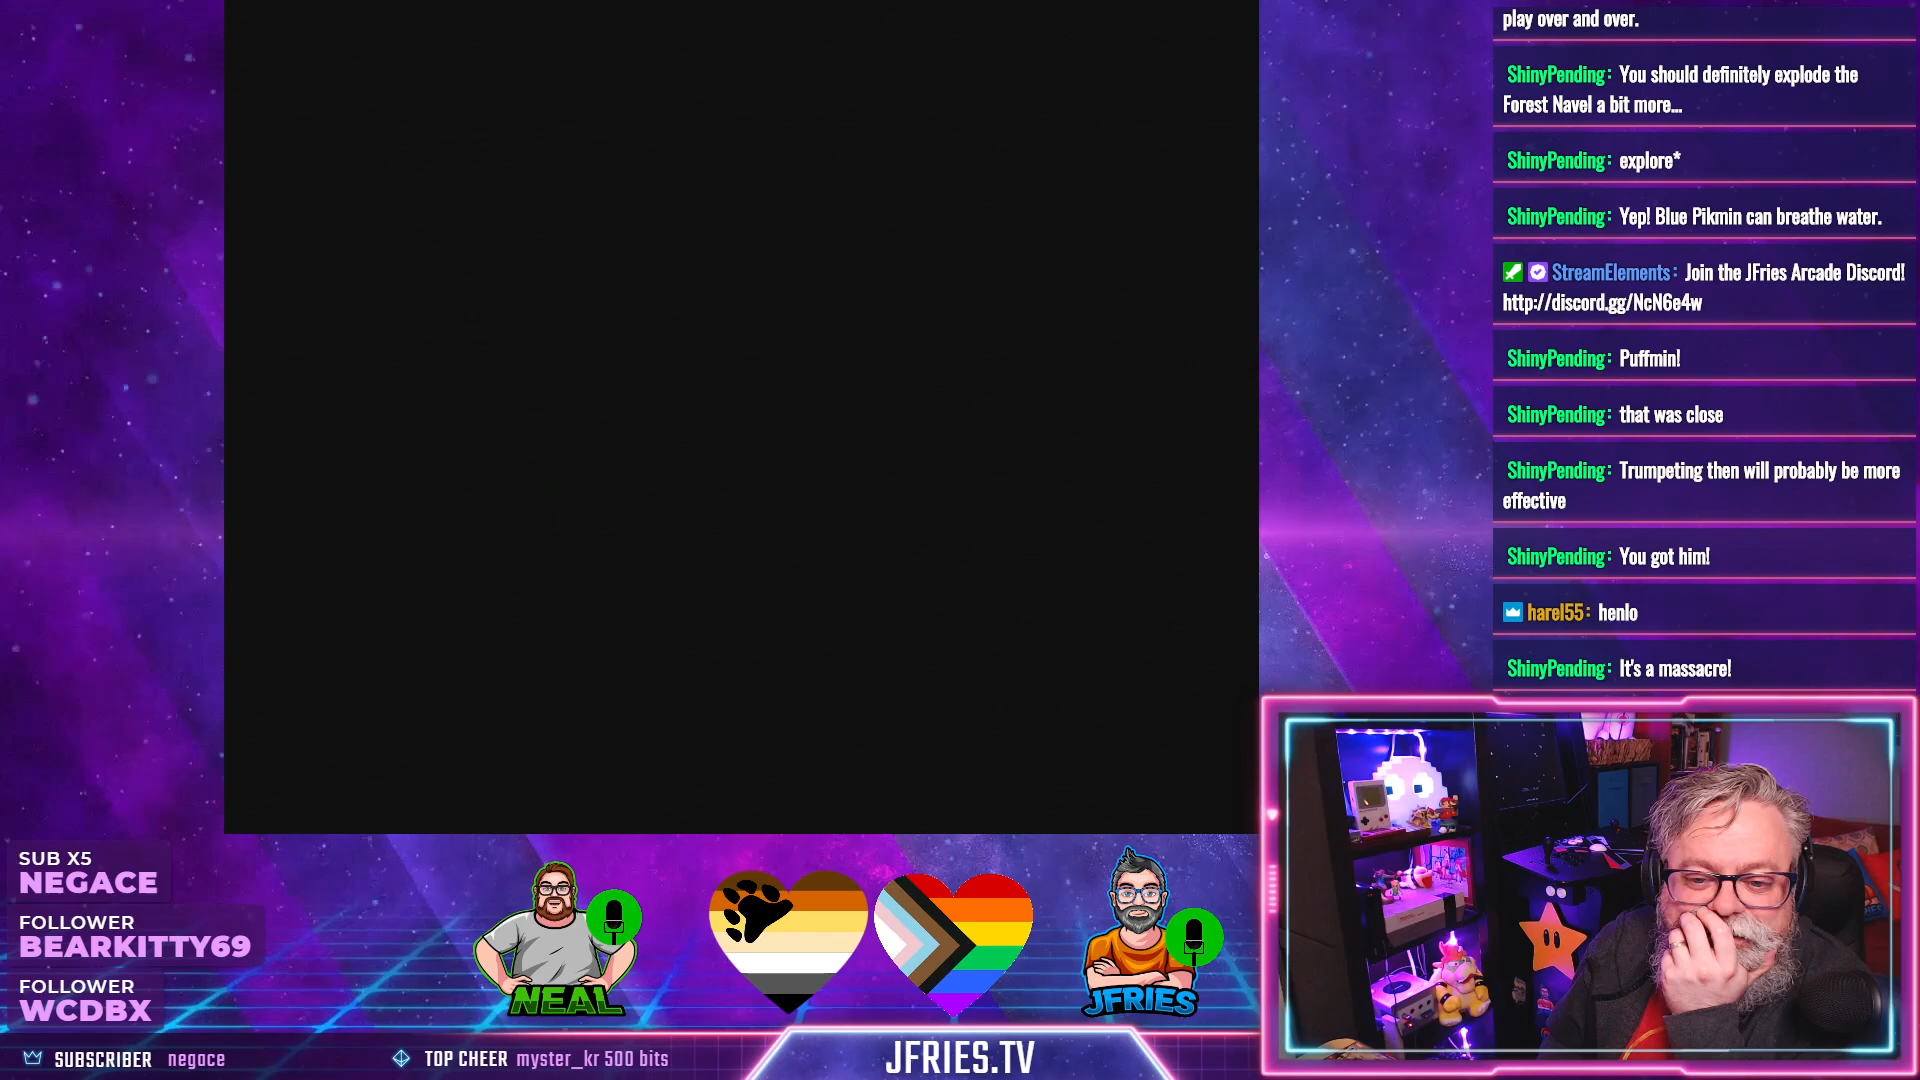 play over and over.
ShinyPending: You should definitely explode the
Forest Navel a bit more...
ShinyPending: explore*
ShinyPending: Yep! Blue Pikmin can breathe water.
StreamElements: Join the JFries Arcade Discord!
http://discord.gg/NcN6e4w
ShinyPending: Puffmin!
ShinyPending: that was close
ShinyPending: Trumpeting then will probably be more
effective
ShinyPending: You got him!
harel55: henlo
ShinyPending: It's a massacre!
SUB X5
NEGACE
FOLLOWER
BEARKITTY69
FOLLOWER
WCDBX
NEAL
JFRIES
SUBSCRIBER negace
TOP CHEER myster_kr 500 bits
JFRIES.TV